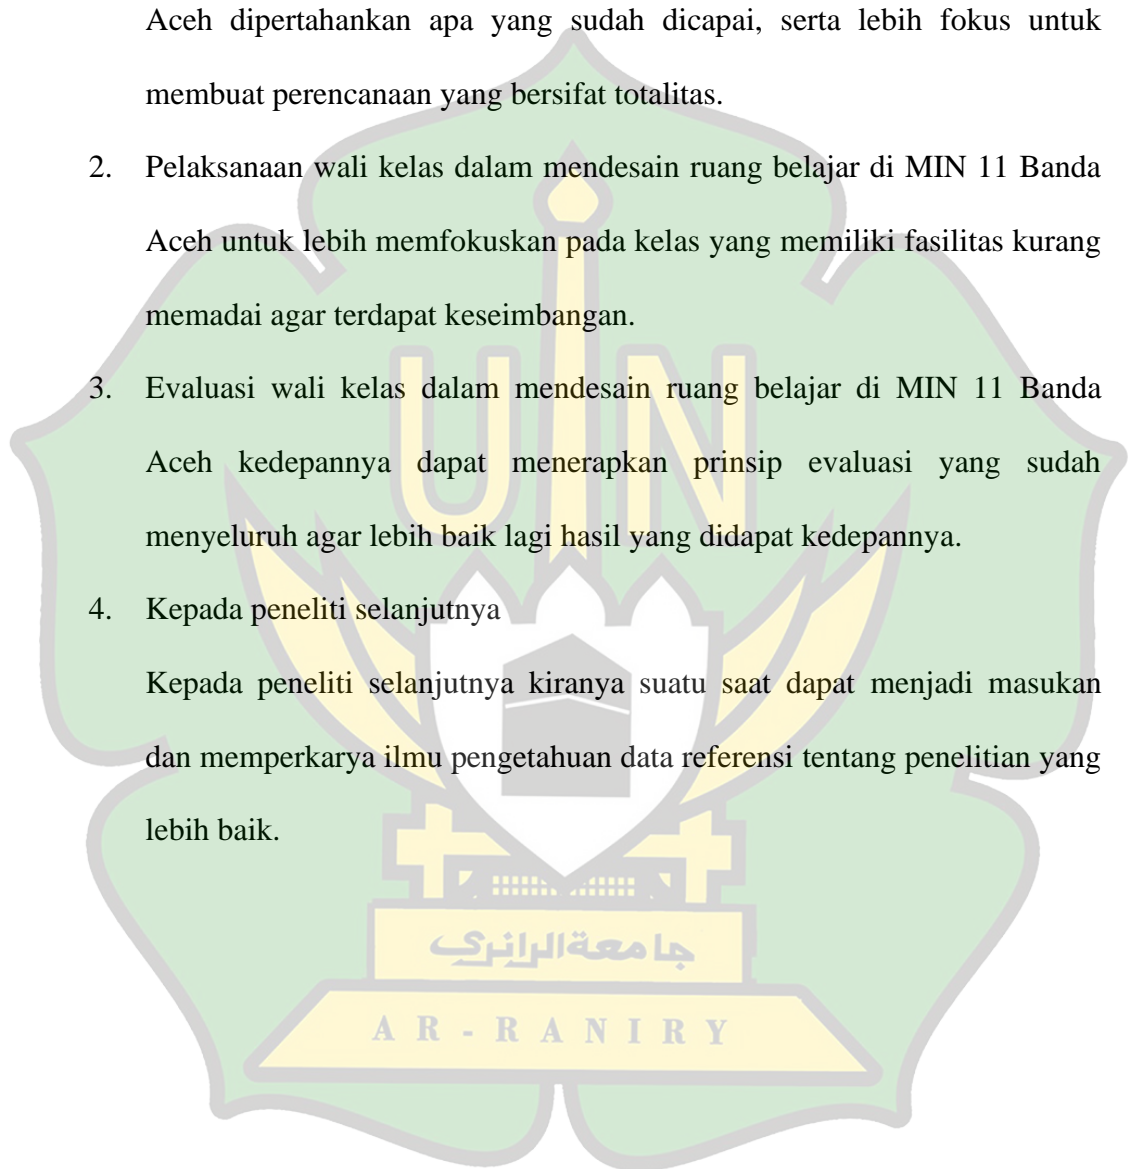 Aceh dipertahankan apa yang sudah dicapai, serta lebih fokus untuk
membuat perencanaan yang bersifat totalitas.
2. Pelaksanaan wali kelas dalam mendesain ruang belajar di MIN 11 Banda
Aceh untuk lebih memfokuskan pada kelas yang memiliki fasilitas kurang
memadai agar terdapat keseimbangan.
3. Evaluasi wali kelas dalam mendesain ruang belajar di MIN 11 Banda
Aceh kedepannya dapat menerapkan prinsip evaluasi yang sudah
menyeluruh agar lebih baik lagi hasil yang didapat kedepannya.
4. Kepada peneliti selanjutnya
Kepada peneliti selanjutnya kiranya suatu saat dapat menjadi masukan
dan memperkarya ilmu pengetahuan data referensi tentang penelitian yang
lebih baik.
UIN
جامعة الرانري
AR-RANIRY